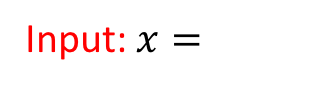 Input: x =